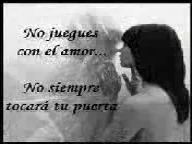 No juegues
con el amor...
No siempre
tocará tu puerta